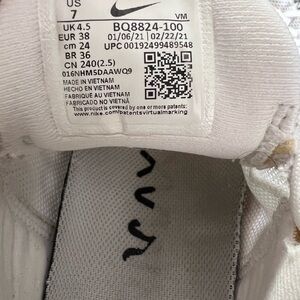 US
7
VM
UK 4.5
EUR 38
cm 24
BR 36
CN 240(2.5)
BQ8824-100
01/06/21 02/22/21
UPC 00192499489548
016NHM5DAAWQ9
MADE IN VIETNAM
HECHO EN VIETNAM
FABRIQUÉ AU VIETNAM
FABRICADO NO VIETNAM
This product is covered by one or more patents:
www.nike.com/patentsvirtualmarking